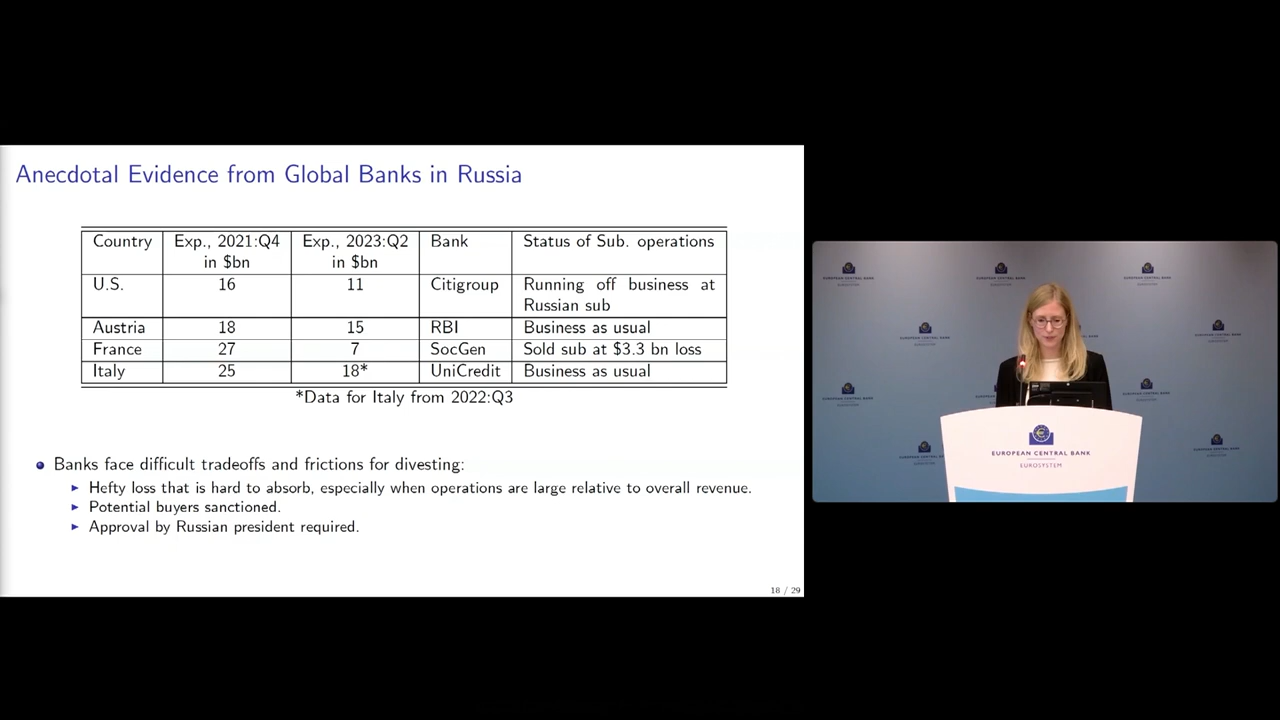 Anecdotal Evidence from Global Banks in Russia
Country Exp., 2021:Q4 in $bn Exp., 2023:Q2 in $bn Bank Status of Sub. operations
U.S. 16 11 Citigroup Running off business at Russian sub
Austria 18 15 RBI Business as usual
France 27 7 SocGen Sold sub at $3.3 bn loss
Italy 25 18* UniCredit Business as usual
*Data for Italy from 2022:Q3
Banks face difficult tradeoffs and frictions for divesting:
Hefty loss that is hard to absorb, especially when operations are large relative to overall revenue.
Potential buyers sanctioned.
Approval by Russian president required.
18 / 29
EUROPEAN CENTRAL BANK
EUROSYSTEM